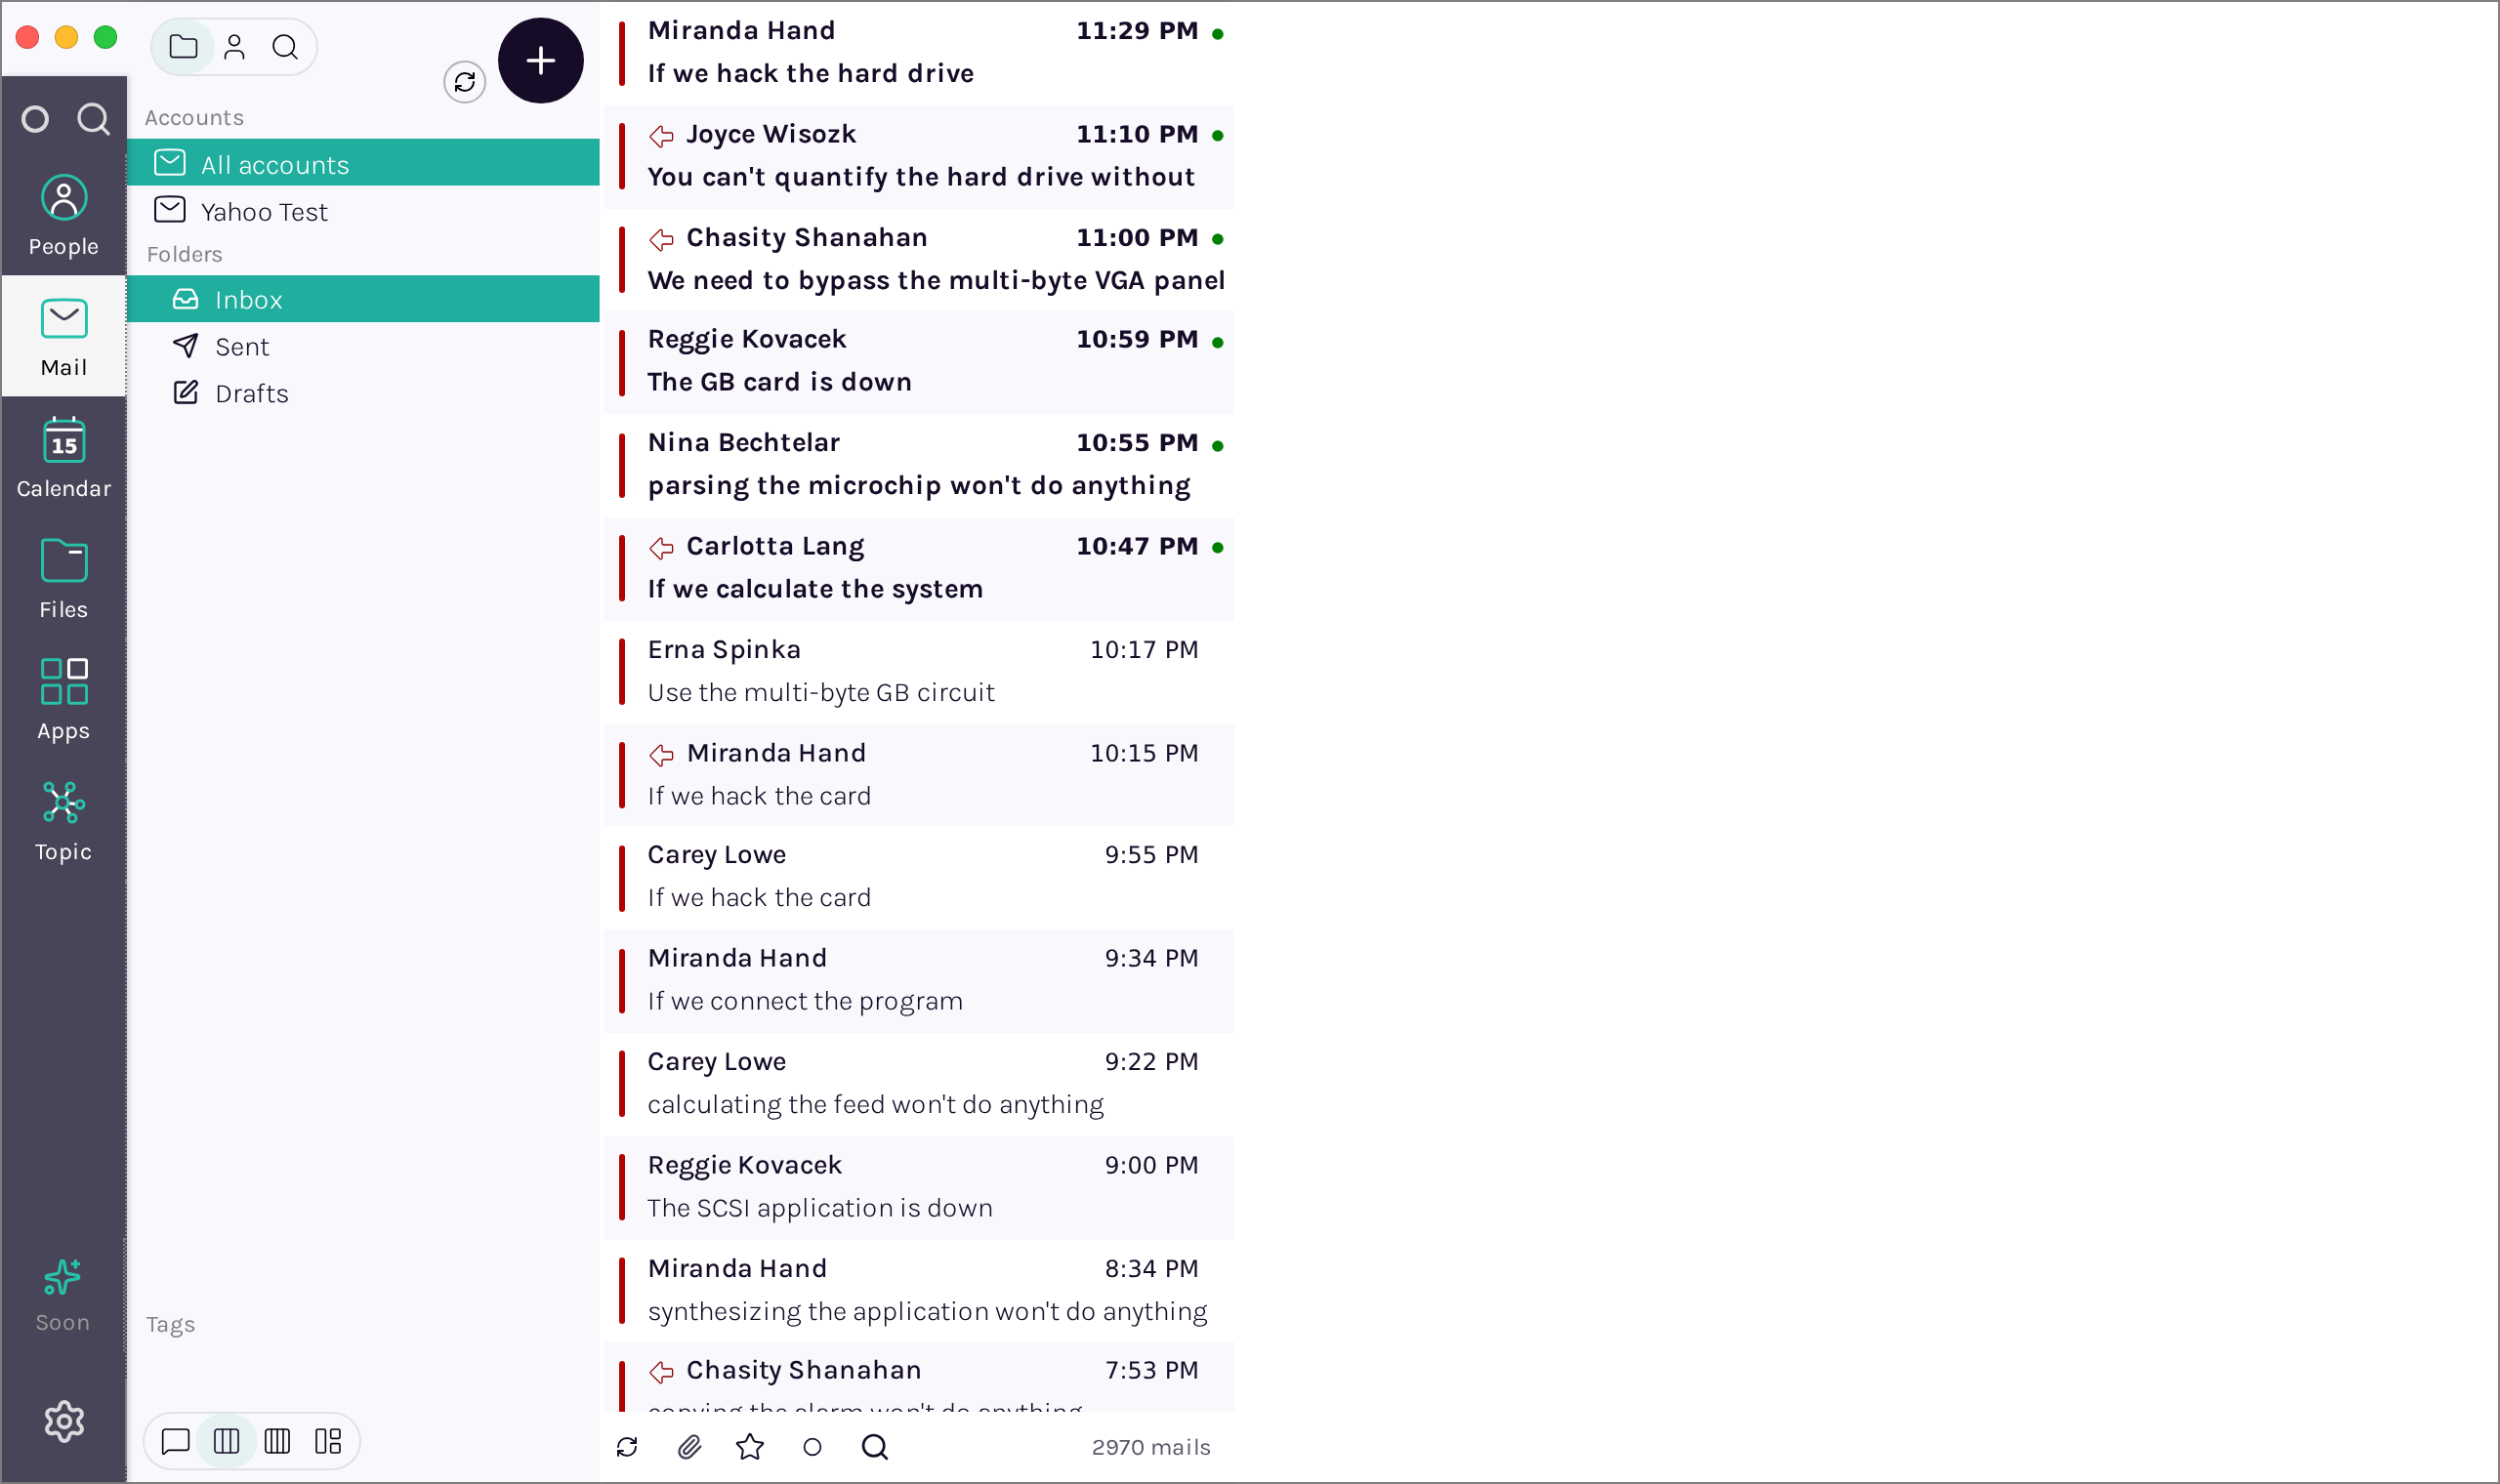 People
Mail
15
Calendar
Files
Apps
Topic
Soon
Accounts
All accounts
Yahoo Test
Folders
Inbox
Sent
Drafts
Tags
Miranda Hand 11:29 PM
If we hack the hard drive
Joyce Wisozk 11:10 PM
You can't quantify the hard drive without
Chasity Shanahan 11:00 PM
We need to bypass the multi-byte VGA panel
Reggie Kovacek 10:59 PM
The GB card is down
Nina Bechtelar 10:55 PM
parsing the microchip won't do anything
Carlotta Lang 10:47 PM
If we calculate the system
Erna Spinka 10:17 PM
Use the multi-byte GB circuit
Miranda Hand 10:15 PM
If we hack the card
Carey Lowe 9:55 PM
If we hack the card
Miranda Hand 9:34 PM
If we connect the program
Carey Lowe 9:22 PM
calculating the feed won't do anything
Reggie Kovacek 9:00 PM
The SCSI application is down
Miranda Hand 8:34 PM
synthesizing the application won't do anything
Chasity Shanahan 7:53 PM
copying the alarm won't do anything
2970 mails